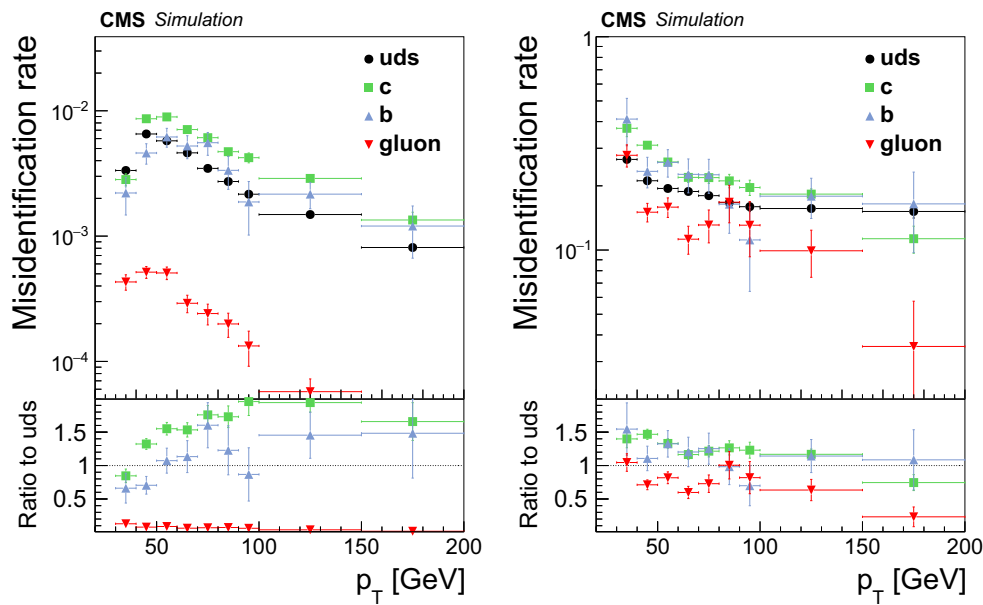 CMS Simulation
Misidentification rate
10⁻²
10⁻³
10⁻⁴
uds
c
b
gluon
Ratio to uds
1.5
1
0.5
50 100 150 200
p_T [GeV]
CMS Simulation
Misidentification rate
1
10⁻¹
uds
c
b
gluon
Ratio to uds
1.5
1
0.5
50 100 150 200
p_T [GeV]